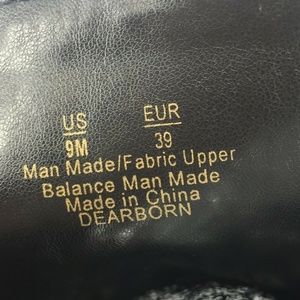 US EUR
9M 39
Man Made/Fabric Upper
Balance Man Made
Made in China
DEARBORN